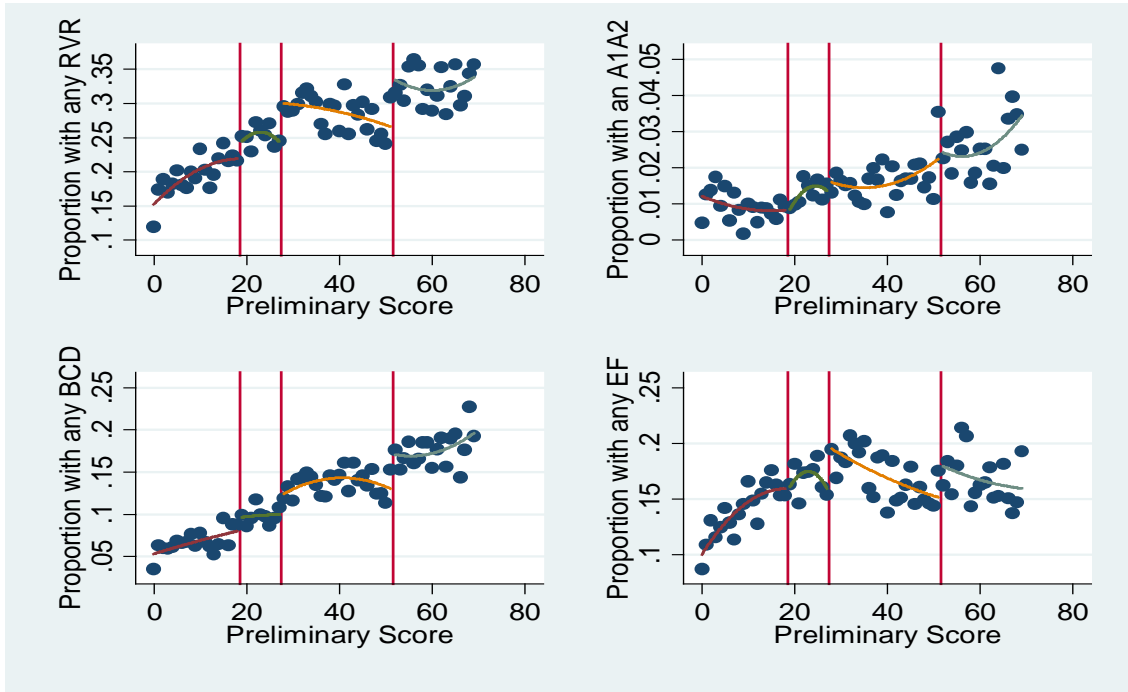 Proportion with any RVR
.1 .15 .2 .25 .3 .35
0 20 40 60 80
Preliminary Score
Proportion with an A1A2
0 .01 .02 .03 .04 .05
0 20 40 60 80
Preliminary Score
Proportion with any BCD
.05 .1 .15 .2 .25
0 20 40 60 80
Preliminary Score
Proportion with any EF
.1 .15 .2 .25
0 20 40 60 80
Preliminary Score